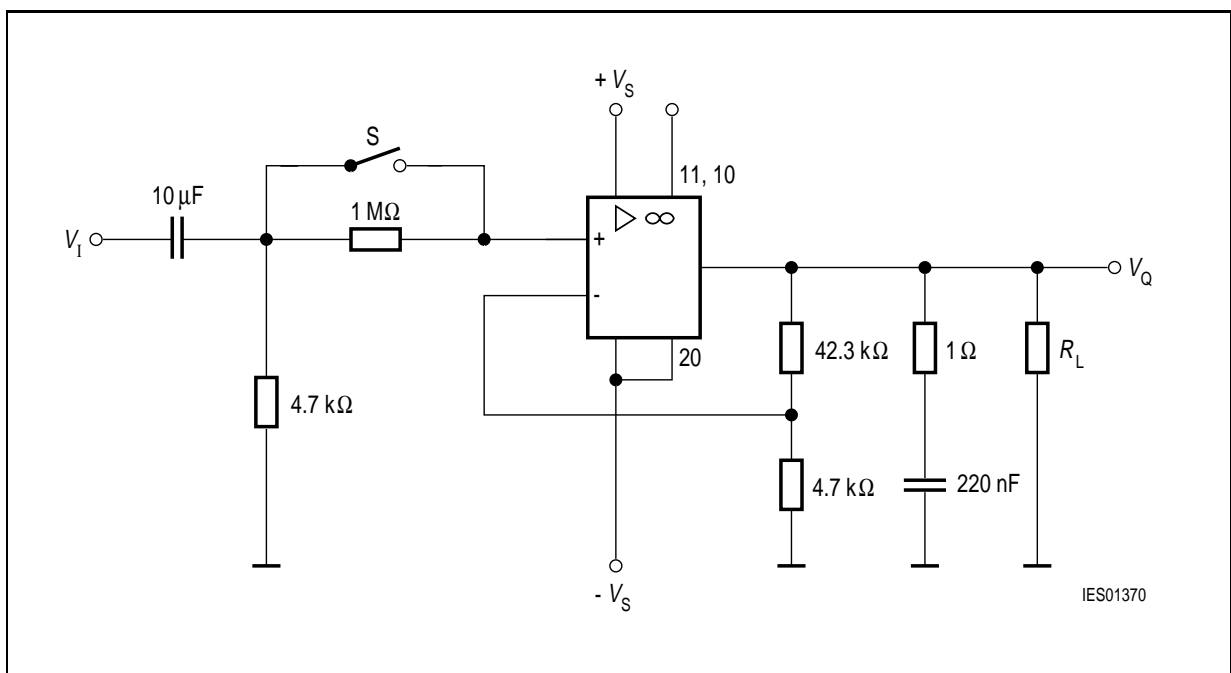 + V_S
S
11, 10
10 μF
1 MΩ
▷ ∞
V_I
+
V_Q
-
20
42.3 kΩ
1 Ω
R_L
4.7 kΩ
4.7 kΩ
220 nF
- V_S
IES01370